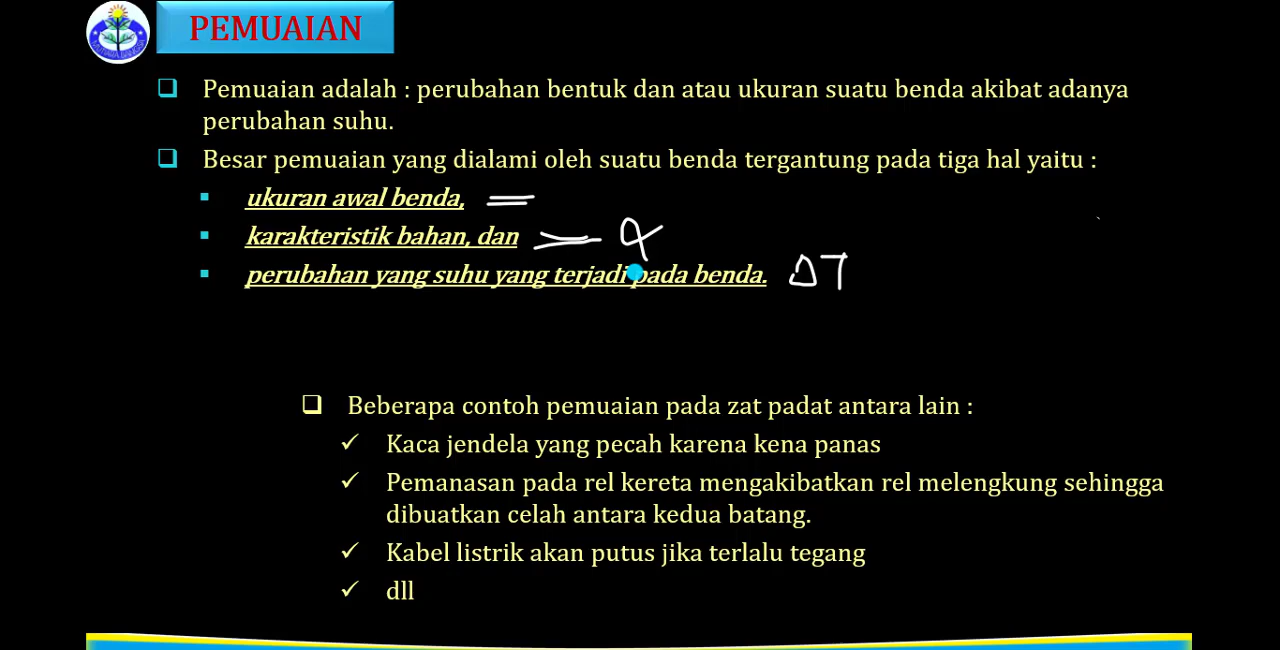 PEMUAIAN
Pemuaian adalah : perubahan bentuk dan atau ukuran suatu benda akibat adanya
perubahan suhu.
Besar pemuaian yang dialami oleh suatu benda tergantung pada tiga hal yaitu :
ukuran awal benda,
karakteristik bahan, dan α
perubahan yang suhu yang terjadi pada benda. ΔT
Beberapa contoh pemuaian pada zat padat antara lain :
Kaca jendela yang pecah karena kena panas
Pemanasan pada rel kereta mengakibatkan rel melengkung sehingga
dibuatkan celah antara kedua batang.
Kabel listrik akan putus jika terlalu tegang
dll